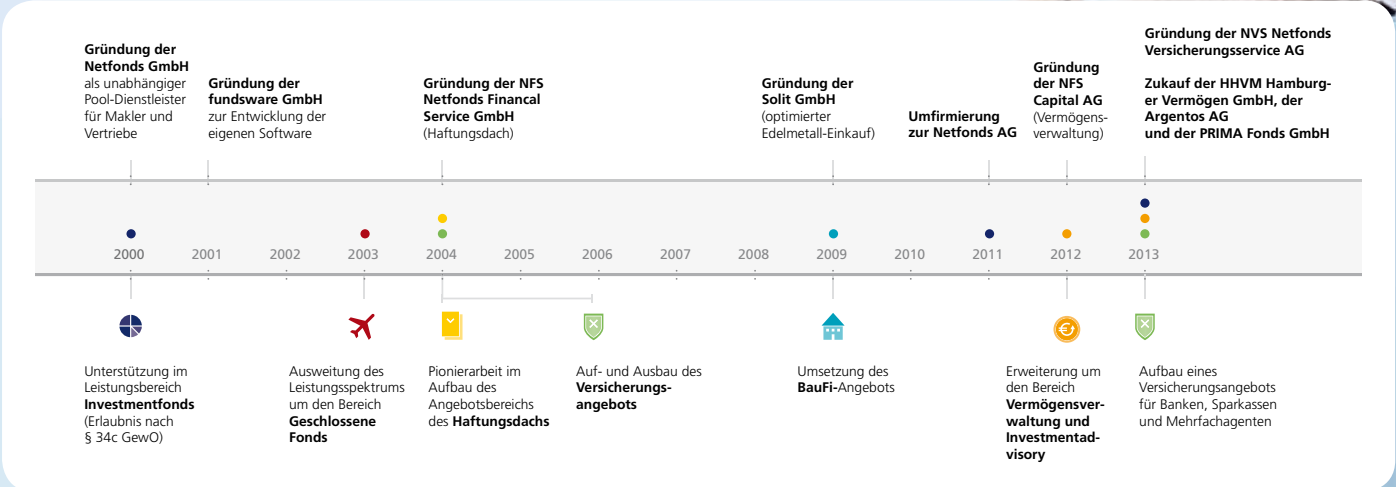 Gründung der
Netfonds GmbH
als unabhängiger
Pool-Dienstleister
für Makler und
Vertriebe
Gründung der
fundsware GmbH
zur Entwicklung der
eigenen Software
Gründung der NFS
Netfonds Financal
Service GmbH
(Haftungsdach)
Gründung der
Solit GmbH
(optimierter
Edelmetall-Einkauf)
Umfirmierung
zur Netfonds AG
Gründung
der NFS
Capital AG
(Vermögens-
verwaltung)
Gründung der NVS Netfonds
Versicherungsservice AG
Zukauf der HHVM Hamburg-
er Vermögen GmbH, der
Argentos AG
und der PRIMA Fonds GmbH
2000 2001 2002 2003 2004 2005 2006 2007 2008 2009 2010 2011 2012 2013
Unterstützung im
Leistungsbereich
Investmentfonds
(Erlaubnis nach
§ 34c GewO)
Ausweitung des
Leistungsspektrums
um den Bereich
Geschlossene
Fonds
Pionierarbeit im
Aufbau des
Angebotsbereichs
des Haftungsdachs
Auf- und Ausbau des
Versicherungs-
angebots
Umsetzung des
BauFi-Angebots
Erweiterung um
den Bereich
Vermögensver-
waltung und
Investmentad-
visory
Aufbau eines
Versicherungsangebots
für Banken, Sparkassen
und Mehrfachagenten